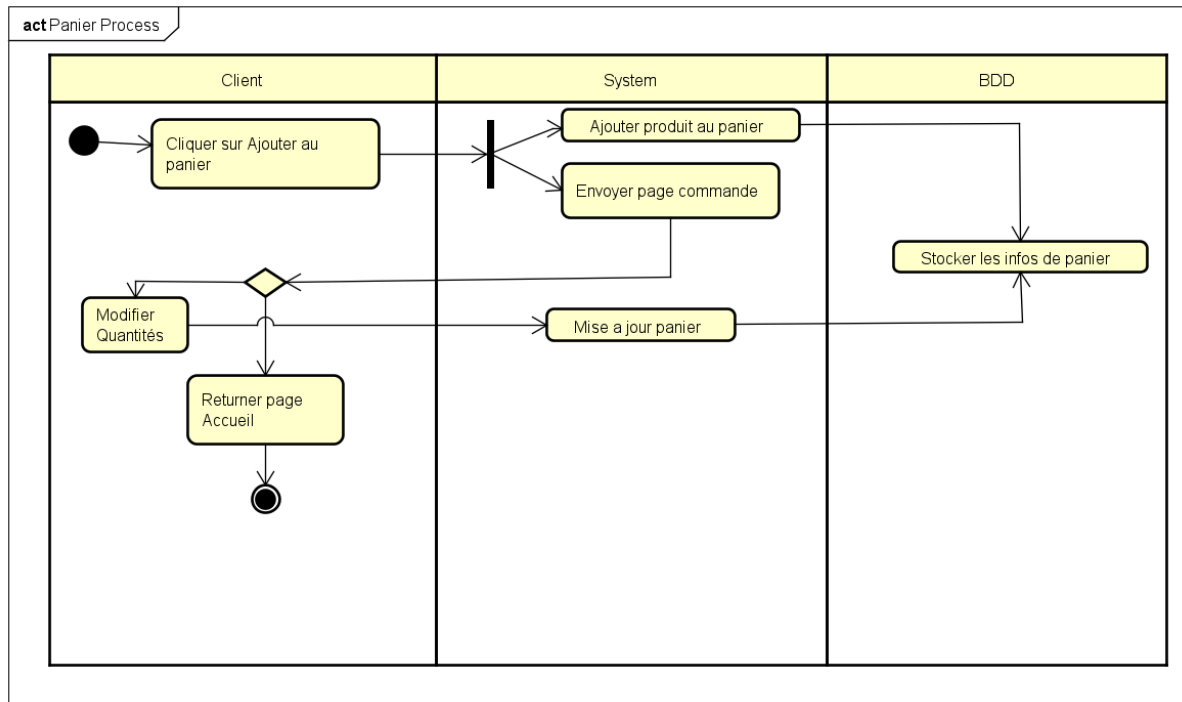 act Panier Process
Client
System
BDD
Cliquer sur Ajouter au
panier
Ajouter produit au panier
Envoyer page commande
Stocker les infos de panier
Modifier
Quantités
Mise a jour panier
Returner page
Accueil